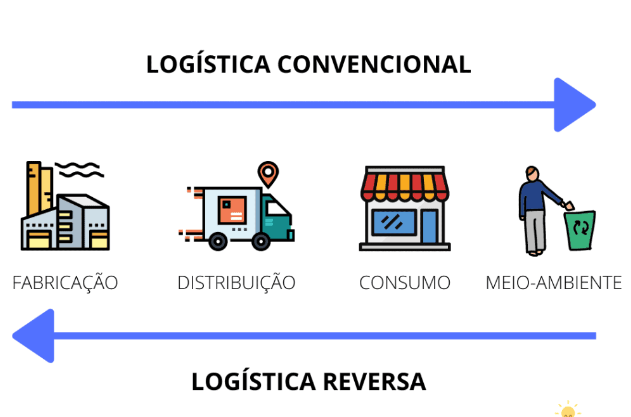 LOGÍSTICA CONVENCIONAL
FABRICAÇÃO
DISTRIBUIÇÃO
CONSUMO
MEIO-AMBIENTE
LOGÍSTICA REVERSA